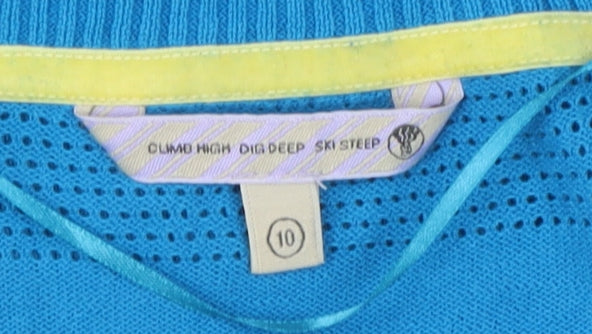 CLIMB HIGH DIG DEEP SKI STEEP
10